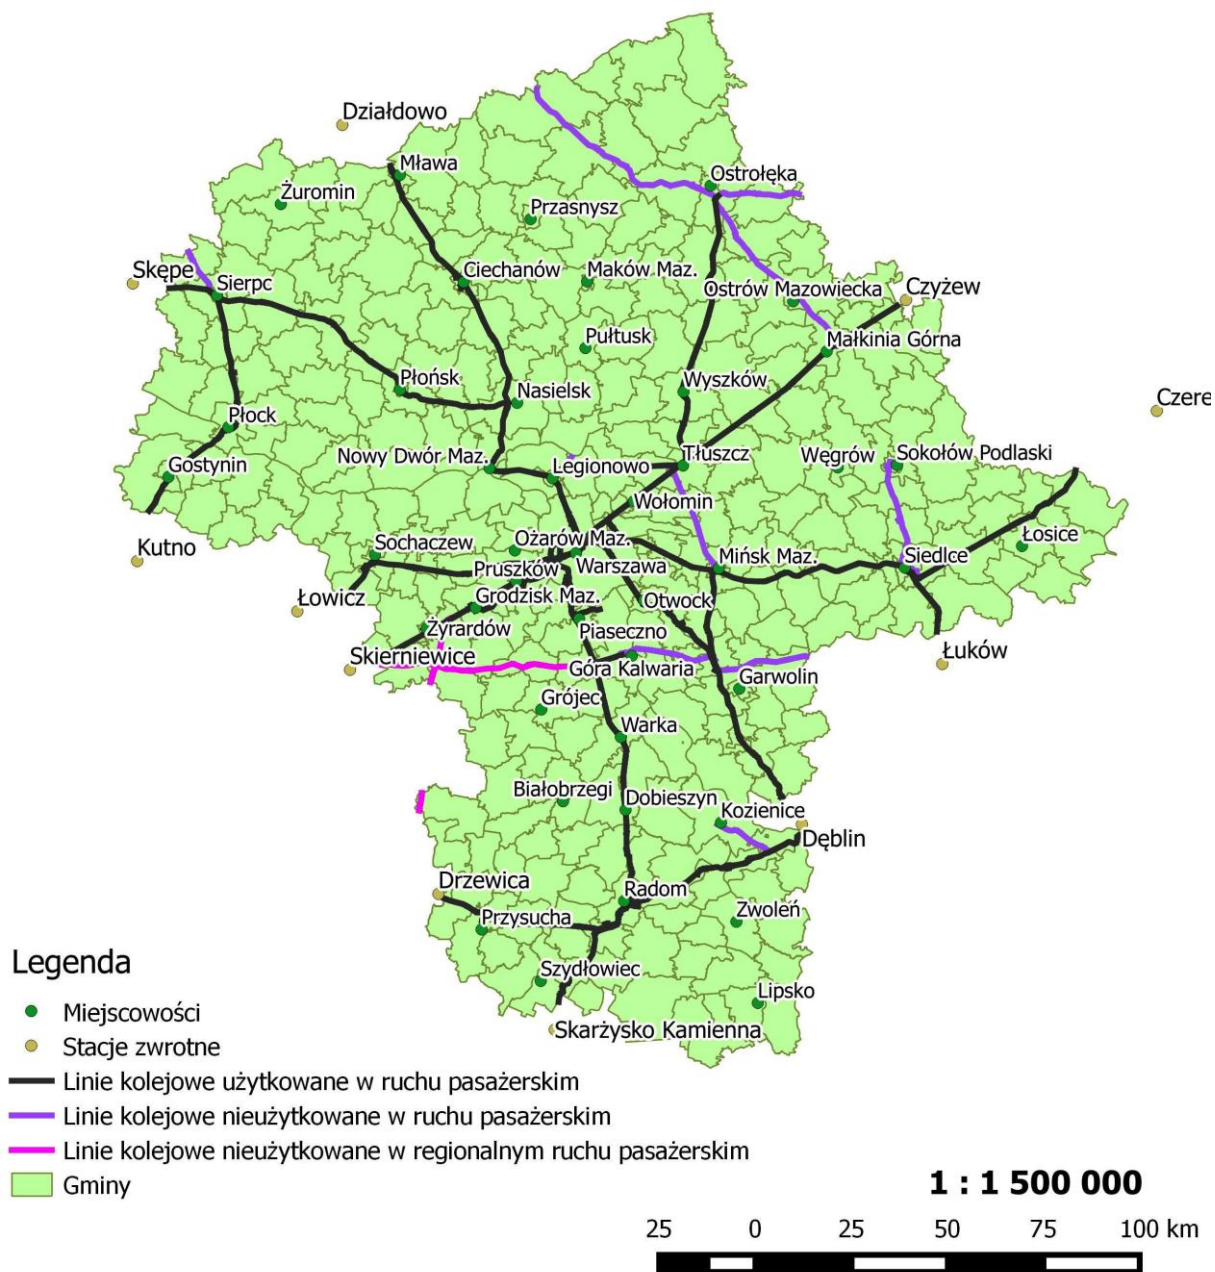 Działdowo
Mława
Żuromin
Ostrołęka
Przasnysz
Skępe
Sierpc
Ciechanów
Maków Maz.
Ostrów Mazowiecka
Czyżew
Pułtusk
Małkinia Górna
Płońsk
Nasielsk
Wyszków
Czere
Płock
Gostynin
Nowy Dwór Maz.
Legionowo
Tłuszcz
Węgrów
Sokołów Podlaski
Wołomin
Kutno
Sochaczew
Ożarów Maz.
Mińsk Maz.
Siedlce
Łosice
Pruszków
Warszawa
Łowicz
Grodzisk Maz.
Otwock
Żyrardów
Piaseczno
Skierniewice
Góra Kalwaria
Garwolin
Łuków
Grójec
Warka
Białobrzegi
Dobieszyn
Kozienice
Dęblin
Drzewica
Radom
Przysucha
Zwoleń
Szydłowiec
Lipsko
Skarżysko Kamienna
Legenda
Miejscowości
Stacje zwrotne
Linie kolejowe użytkowane w ruchu pasażerskim
Linie kolejowe nieużytkowane w ruchu pasażerskim
Linie kolejowe nieużytkowane w regionalnym ruchu pasażerskim
Gminy
1 : 1 500 000
25 0 25 50 75 100 km